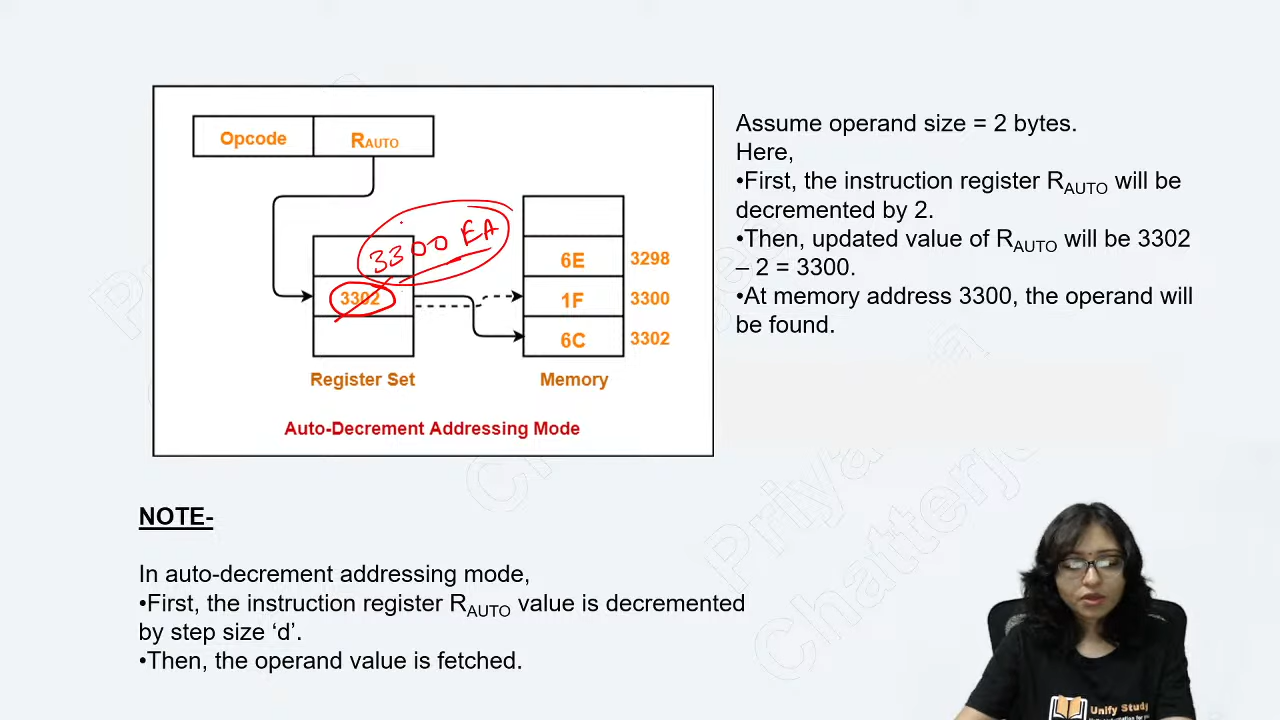 Opcode RAUTO
3300 EA
6E 3298
3302 1F 3300
6C 3302
Register Set Memory
Auto-Decrement Addressing Mode
Assume operand size = 2 bytes.
Here,
•First, the instruction register RAUTO will be
decremented by 2.
•Then, updated value of RAUTO will be 3302
– 2 = 3300.
•At memory address 3300, the operand will
be found.
NOTE-
In auto-decrement addressing mode,
•First, the instruction register RAUTO value is decremented
by step size ‘d’.
•Then, the operand value is fetched.
Priya
Chatterje
Unify Study